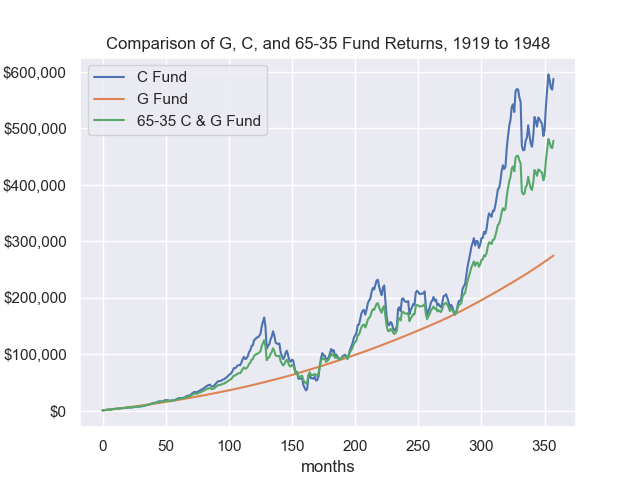 Comparison of G, C, and 65-35 Fund Returns, 1919 to 1948
C Fund
G Fund
65-35 C & G Fund
$600,000
$500,000
$400,000
$300,000
$200,000
$100,000
$0
0 50 100 150 200 250 300 350
months